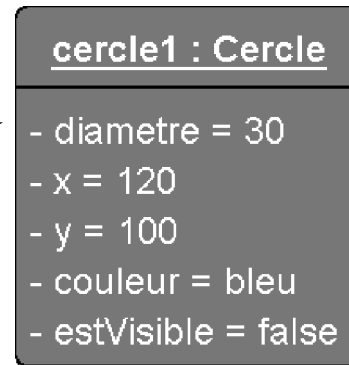 cercle1 : Cercle
- diametre = 30
- x = 120
- y = 100
- couleur = bleu
- estVisible = false